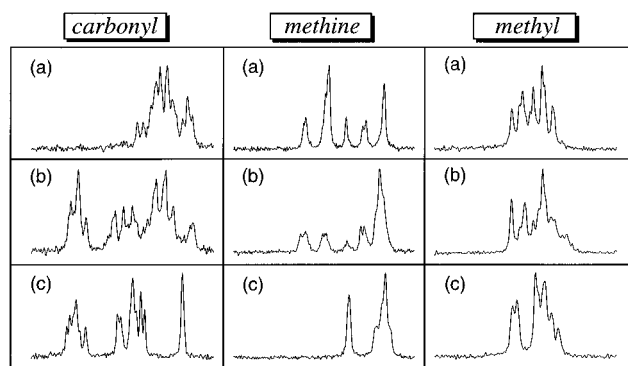 carbonyl methine methyl
(a) (a) (a)
(b) (b) (b)
(c) (c) (c)